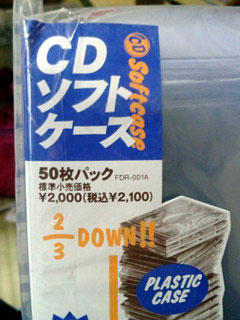 CD
ソフト
ケース
CD Softcase
50枚パック FDR-001A
標準小売価格
¥2,000(税込¥2,100)
2/3 DOWN!!
PLASTIC
CASE